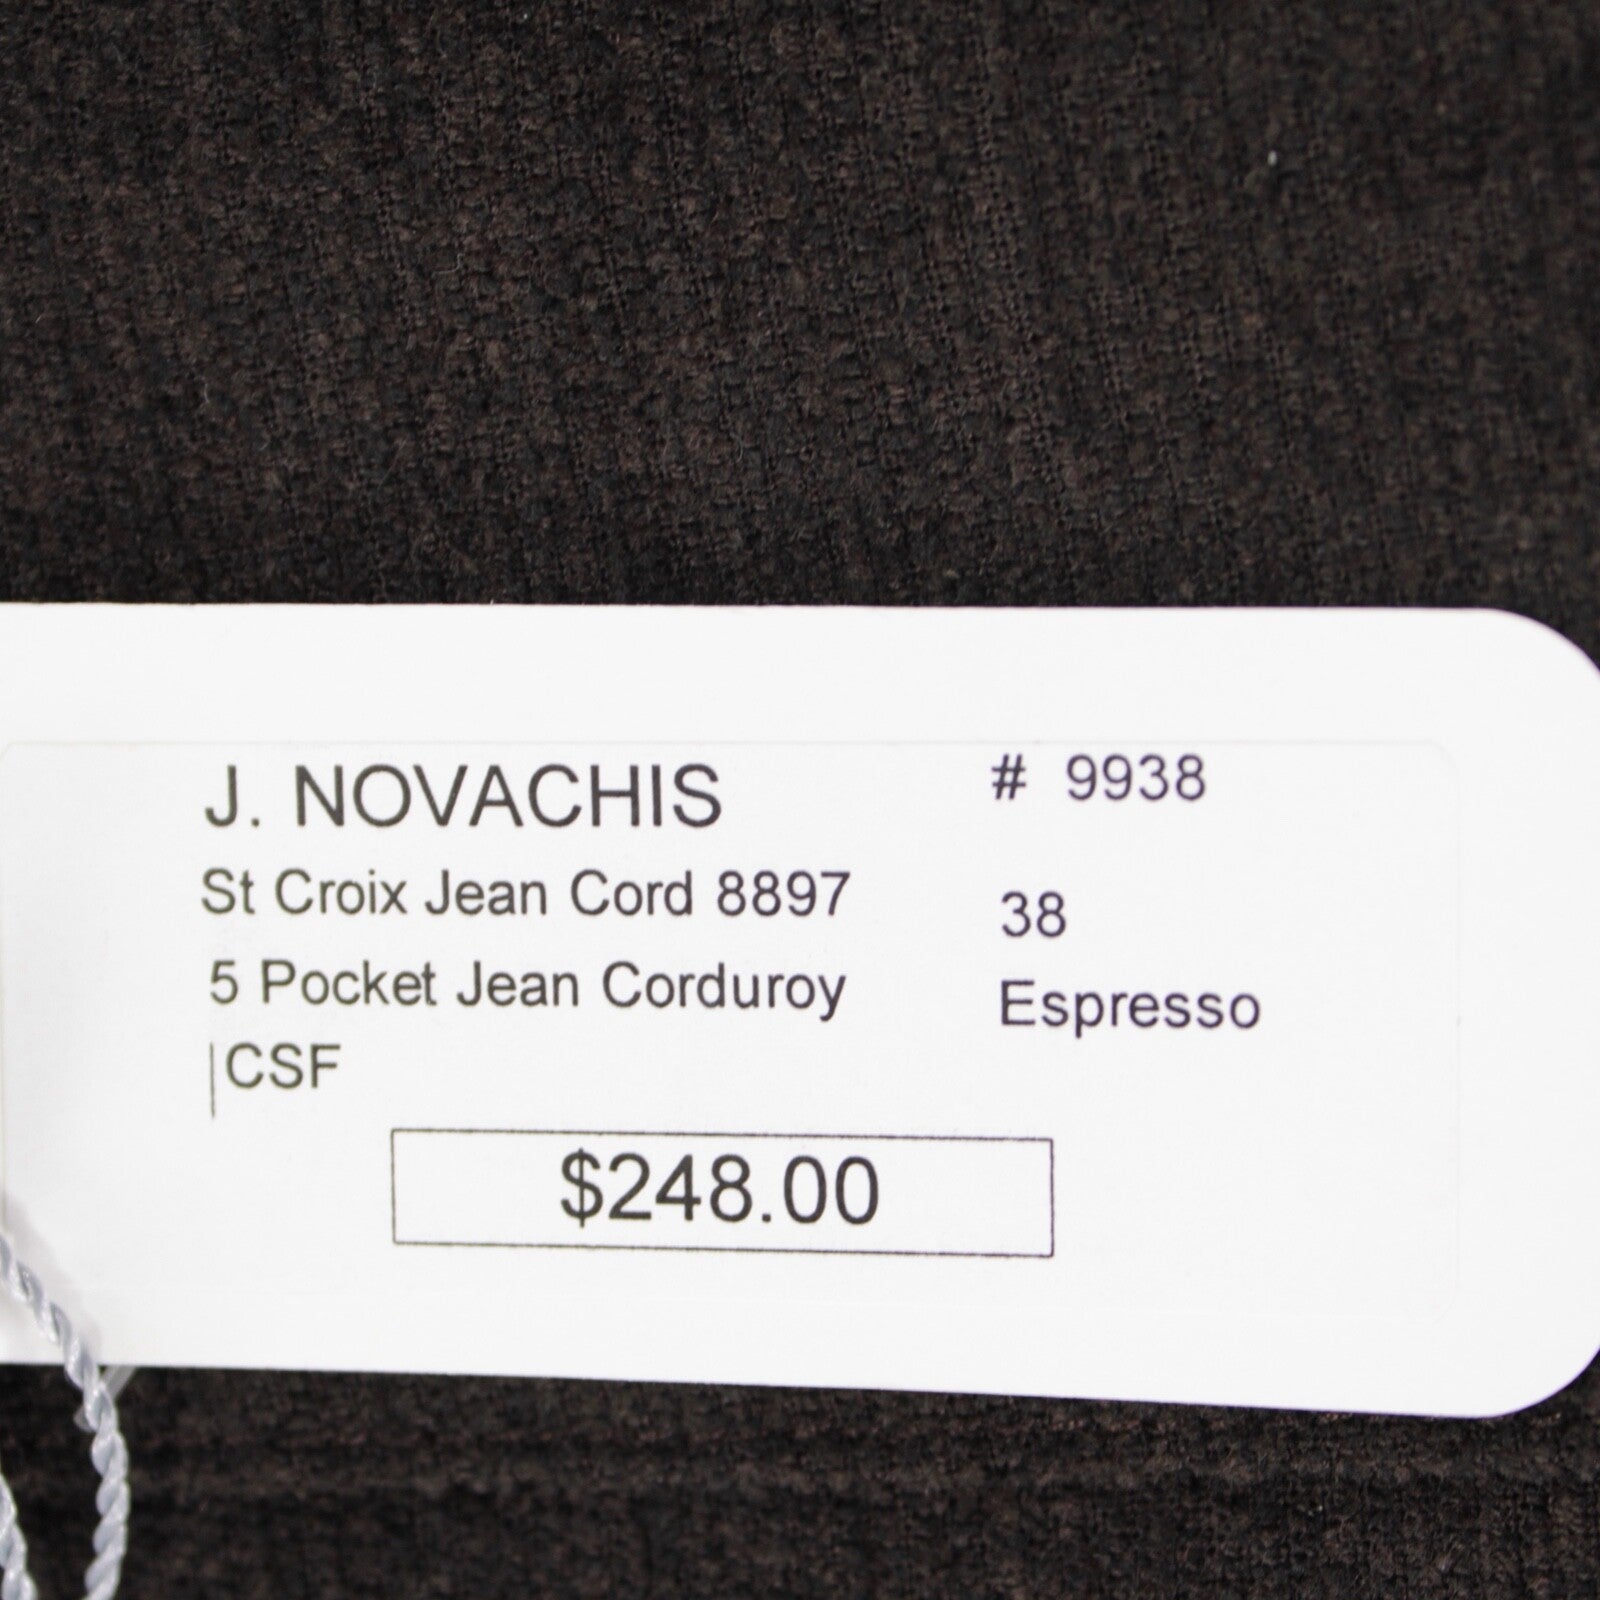 J. NOVACHIS # 9938
St Croix Jean Cord 8897 38
5 Pocket Jean Corduroy Espresso
|CSF
$248.00